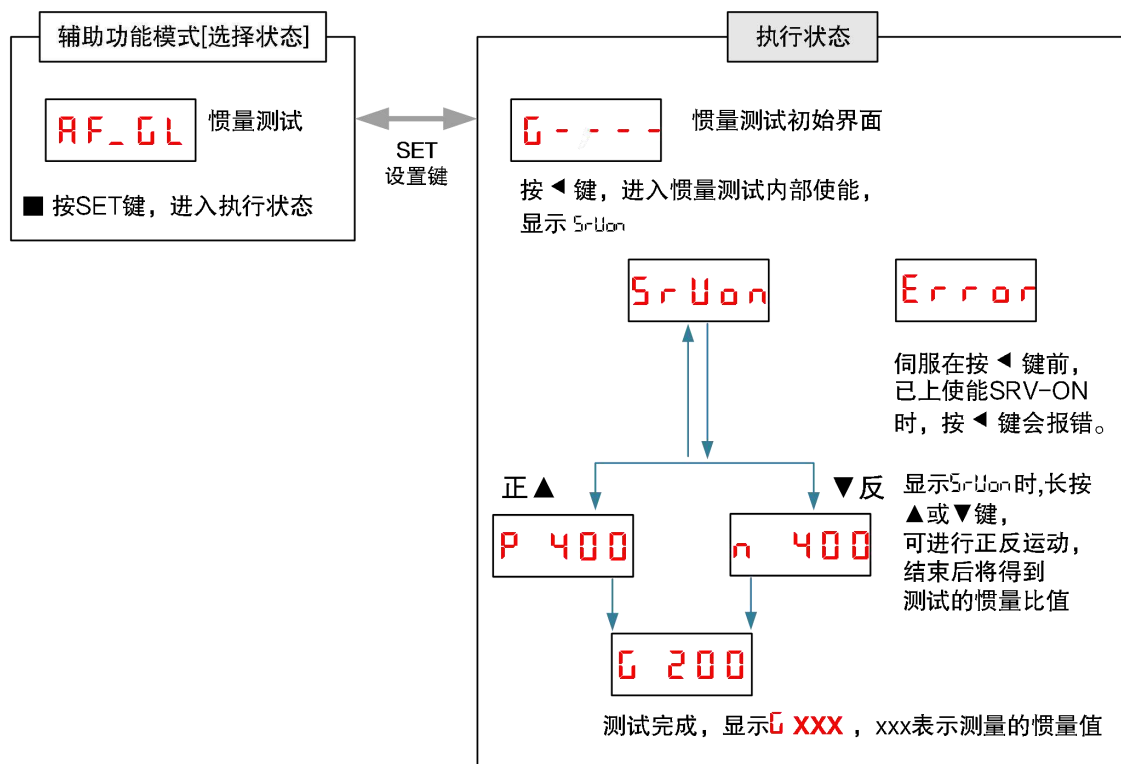 辅助功能模式[选择状态]
AF_GL 惯量测试
■ 按SET键，进入执行状态
SET
设置键
执行状态
G---- 惯量测试初始界面
按 ◀ 键，进入惯量测试内部使能，
显示 SrUon
SrUon
Error
伺服在按 ◀ 键前，
已上使能SRV-ON
时，按 ◀ 键会报错。
正▲
▼反
P 400
n 400
显示SrUon时,长按
▲或▼键，
可进行正反运动，
结束后将得到
测试的惯量比值
G 200
测试完成，显示G XXX ，xxx表示测量的惯量值